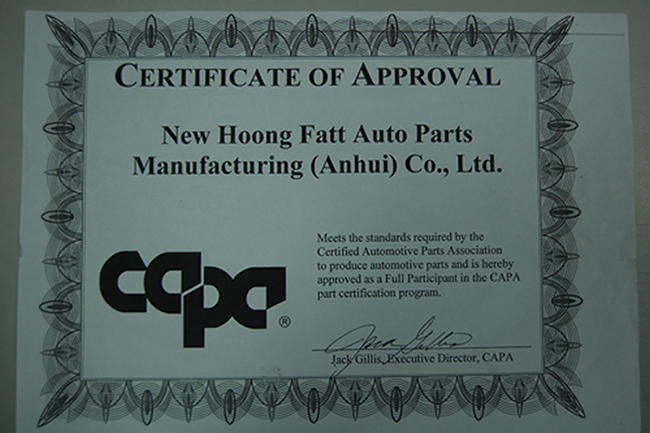 CERTIFICATE OF APPROVAL
New Hoong Fatt Auto Parts
Manufacturing (Anhui) Co., Ltd.
Meets the standards required by the
Certified Automotive Parts Association
to produce automotive parts and is hereby
approved as a Full Participant in the CAPA
part certification program.
capa®
Jack Gillis
Jack Gillis, Executive Director, CAPA